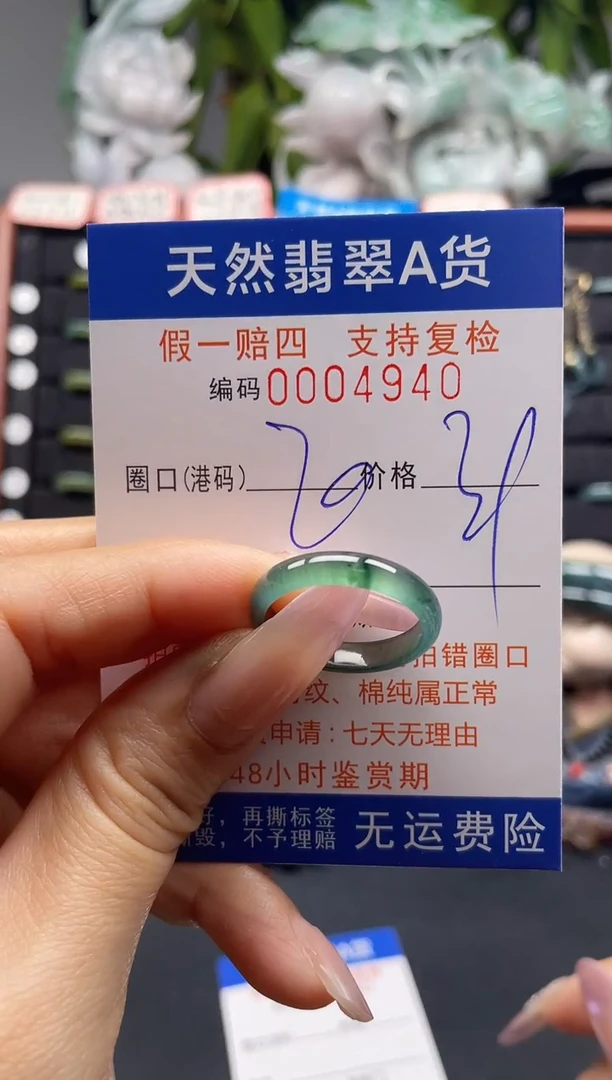 天然翡翠A货
假一赔四 支持复检
编码0004940
圈口(港码) 20 价格
拍错圈口
纹、棉纯属正常
申请：七天无理由
48小时鉴赏期
好，再撕标签
毁，不予理赔
无运费险